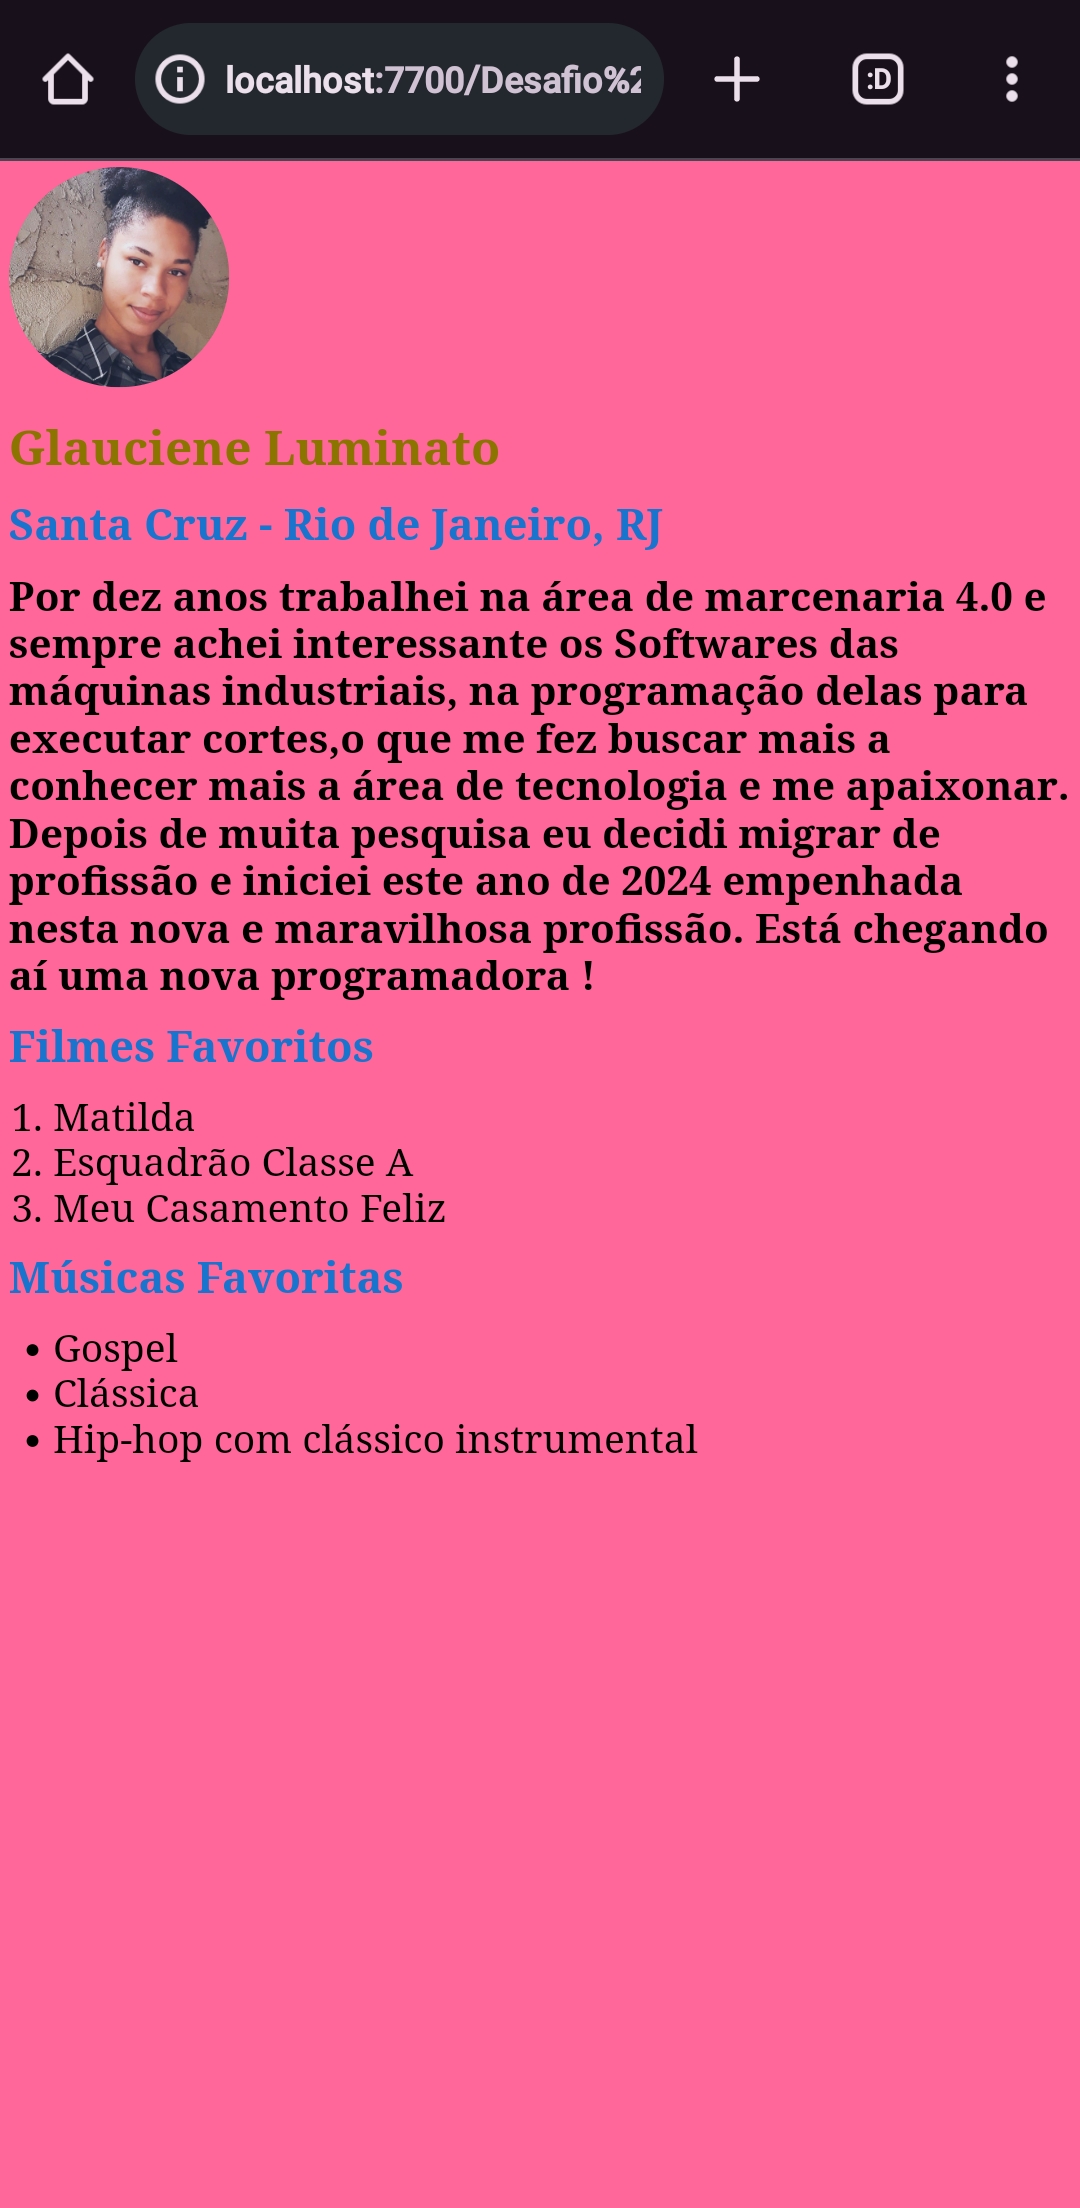 localhost:7700/Desafio%2
:D
Glauciene Luminato
Santa Cruz - Rio de Janeiro, RJ
Por dez anos trabalhei na área de marcenaria 4.0 e
sempre achei interessante os Softwares das
máquinas industriais, na programação delas para
executar cortes,o que me fez buscar mais a
conhecer mais a área de tecnologia e me apaixonar.
Depois de muita pesquisa eu decidi migrar de
profissão e iniciei este ano de 2024 empenhada
nesta nova e maravilhosa profissão. Está chegando
aí uma nova programadora !
Filmes Favoritos
1. Matilda
2. Esquadrão Classe A
3. Meu Casamento Feliz
Músicas Favoritas
• Gospel
• Clássica
• Hip-hop com clássico instrumental